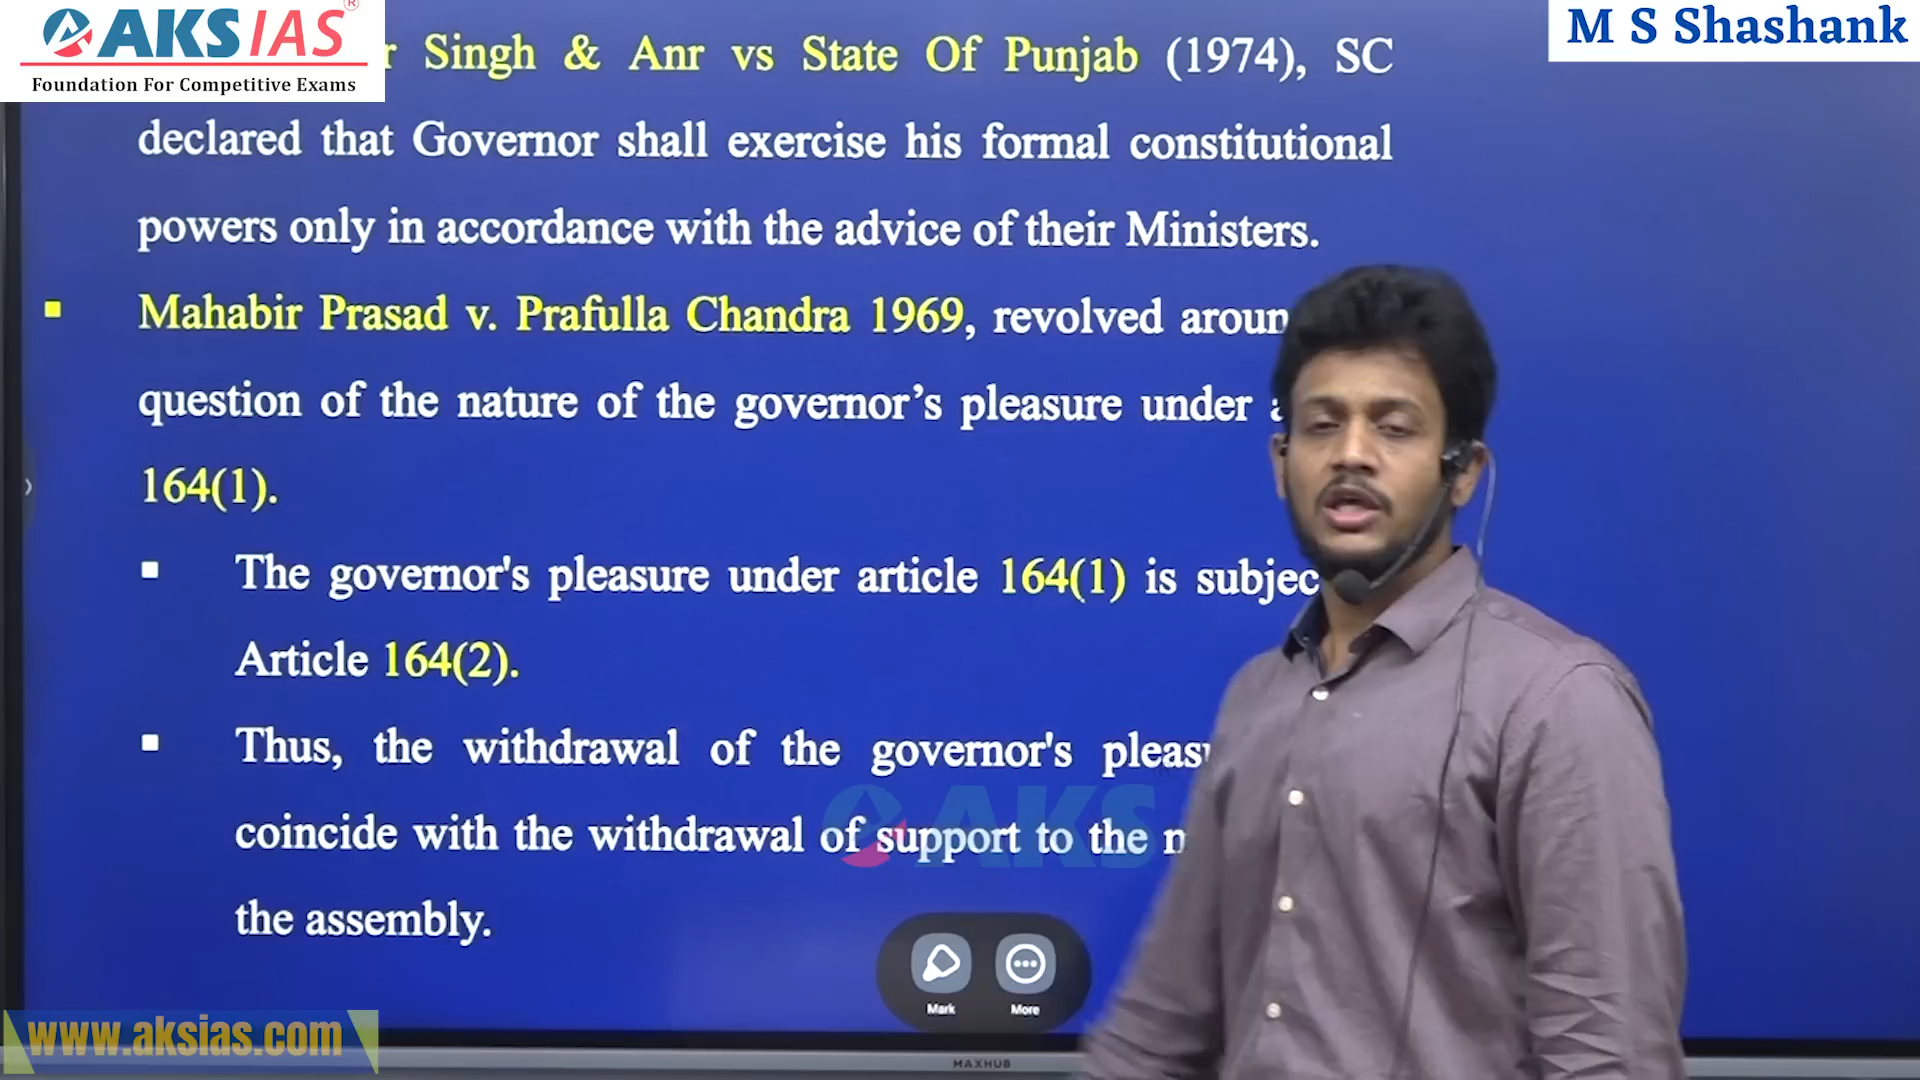 AKS IAS®
Foundation For Competitive Exams
M S Shashank
r Singh & Anr vs State Of Punjab (1974), SC
declared that Governor shall exercise his formal constitutional
powers only in accordance with the advice of their Ministers.
▪ Mahabir Prasad v. Prafulla Chandra 1969, revolved aroun
question of the nature of the governor’s pleasure under a
164(1).
▪ The governor's pleasure under article 164(1) is subjec
Article 164(2).
▪ Thus, the withdrawal of the governor's pleasu
coincide with the withdrawal of support to the m
the assembly.
AKS
Mark
More
www.aksias.com
MAXHUB